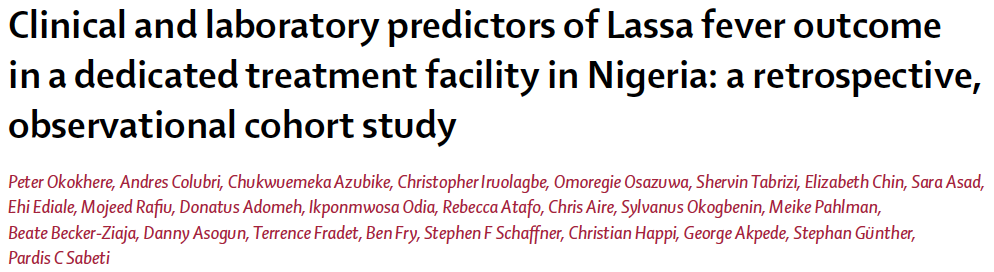 Clinical and laboratory predictors of Lassa fever outcome
in a dedicated treatment facility in Nigeria: a retrospective,
observational cohort study
Peter Okokhere, Andres Colubri, Chukwuemeka Azubike, Christopher Iruolagbe, Omoregie Osazuwa, Shervin Tabrizi, Elizabeth Chin, Sara Asad,
Ehi Ediale, Mojeed Rafiu, Donatus Adomeh, Ikponmwosa Odia, Rebecca Atafo, Chris Aire, Sylvanus Okogbenin, Meike Pahlman,
Beate Becker-Ziaja, Danny Asogun, Terrence Fradet, Ben Fry, Stephen F Schaffner, Christian Happi, George Akpede, Stephan Günther,
Pardis C Sabeti